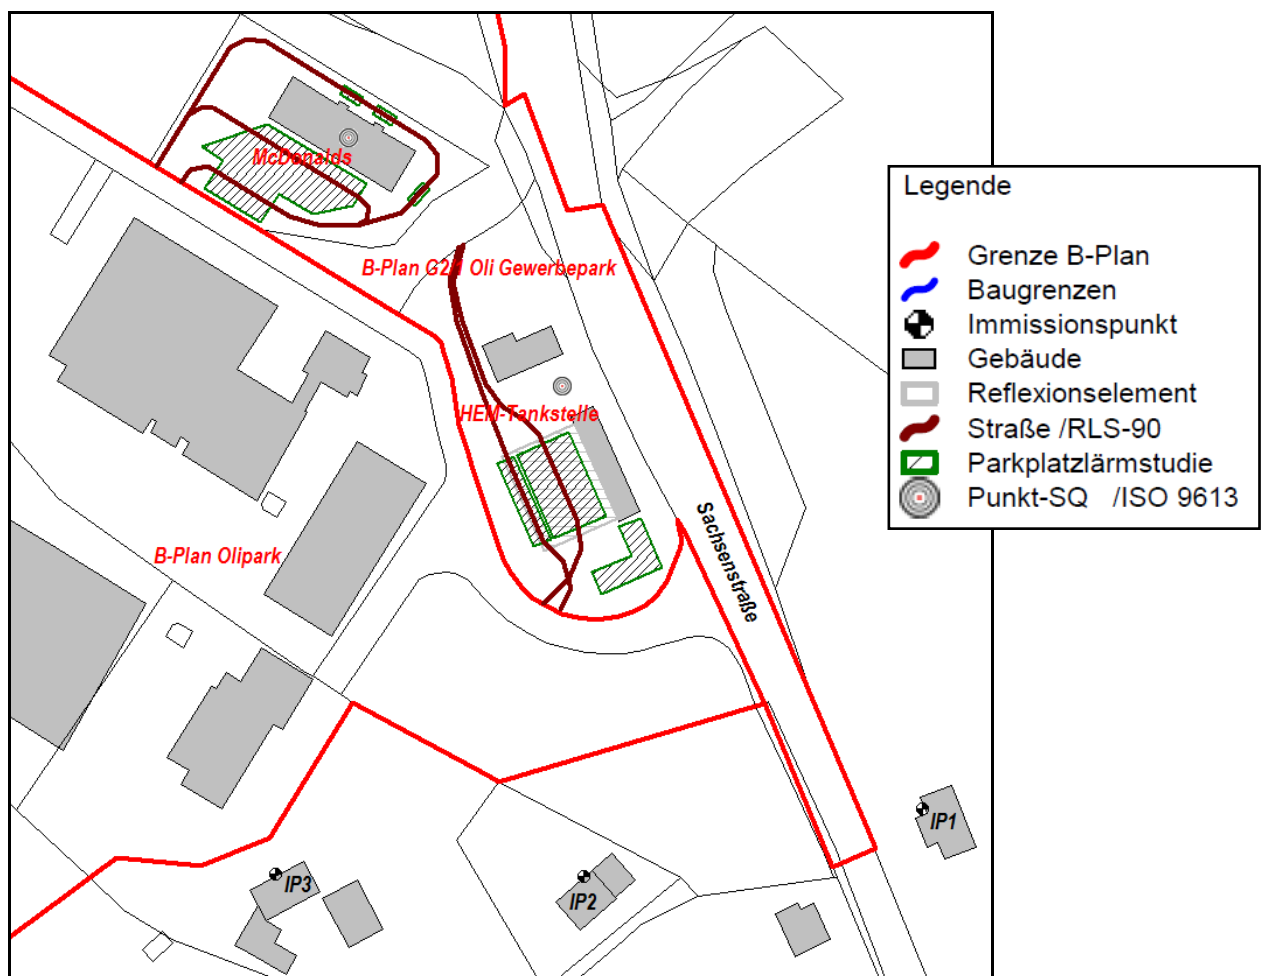 McDonalds
B-Plan G2/1 Oli Gewerbepark
HEM-Tankstelle
B-Plan Olipark
Sachsenstraße
IP1
IP2
IP3
Legende
Grenze B-Plan
Baugrenzen
Immissionspunkt
Gebäude
Reflexionselement
Straße /RLS-90
Parkplatzlärmstudie
Punkt-SQ /ISO 9613